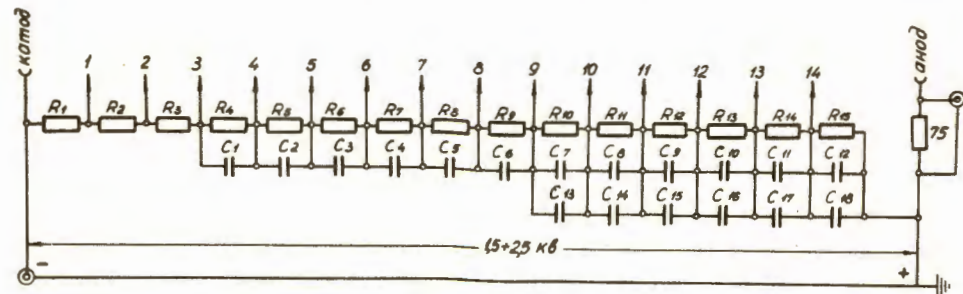 катод
анод
1 2 3 4 5 6 7 8 9 10 11 12 13 14
R1 R2 R3 R4 R5 R6 R7 R8 R9 R10 R11 R12 R13 R14 R15
75
C1 C2 C3 C4 C5 C6 C7 C8 C9 C10 C11 C12
C13 C14 C15 C16 C17 C18
1,5÷2,5 кв
- +